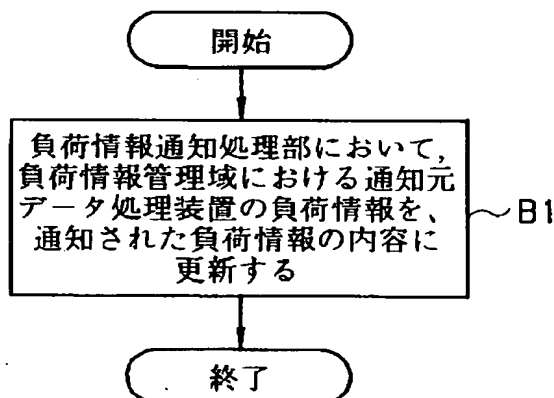 開始
負荷情報通知処理部において,
負荷情報管理域における通知元
データ処理装置の負荷情報を、
通知された負荷情報の内容に
更新する
B1
終了